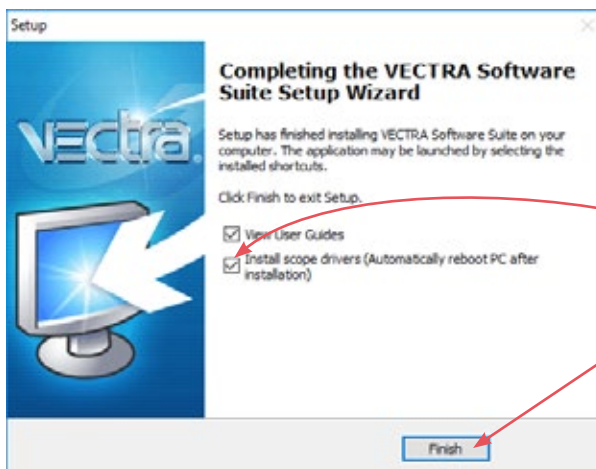 Setup
vectra.
Completing the VECTRA Software
Suite Setup Wizard
Setup has finished installing VECTRA Software Suite on your
computer. The application may be launched by selecting the
installed shortcuts.
Click Finish to exit Setup.
View User Guides
Install scope drivers (Automatically reboot PC after
installation)
Finish